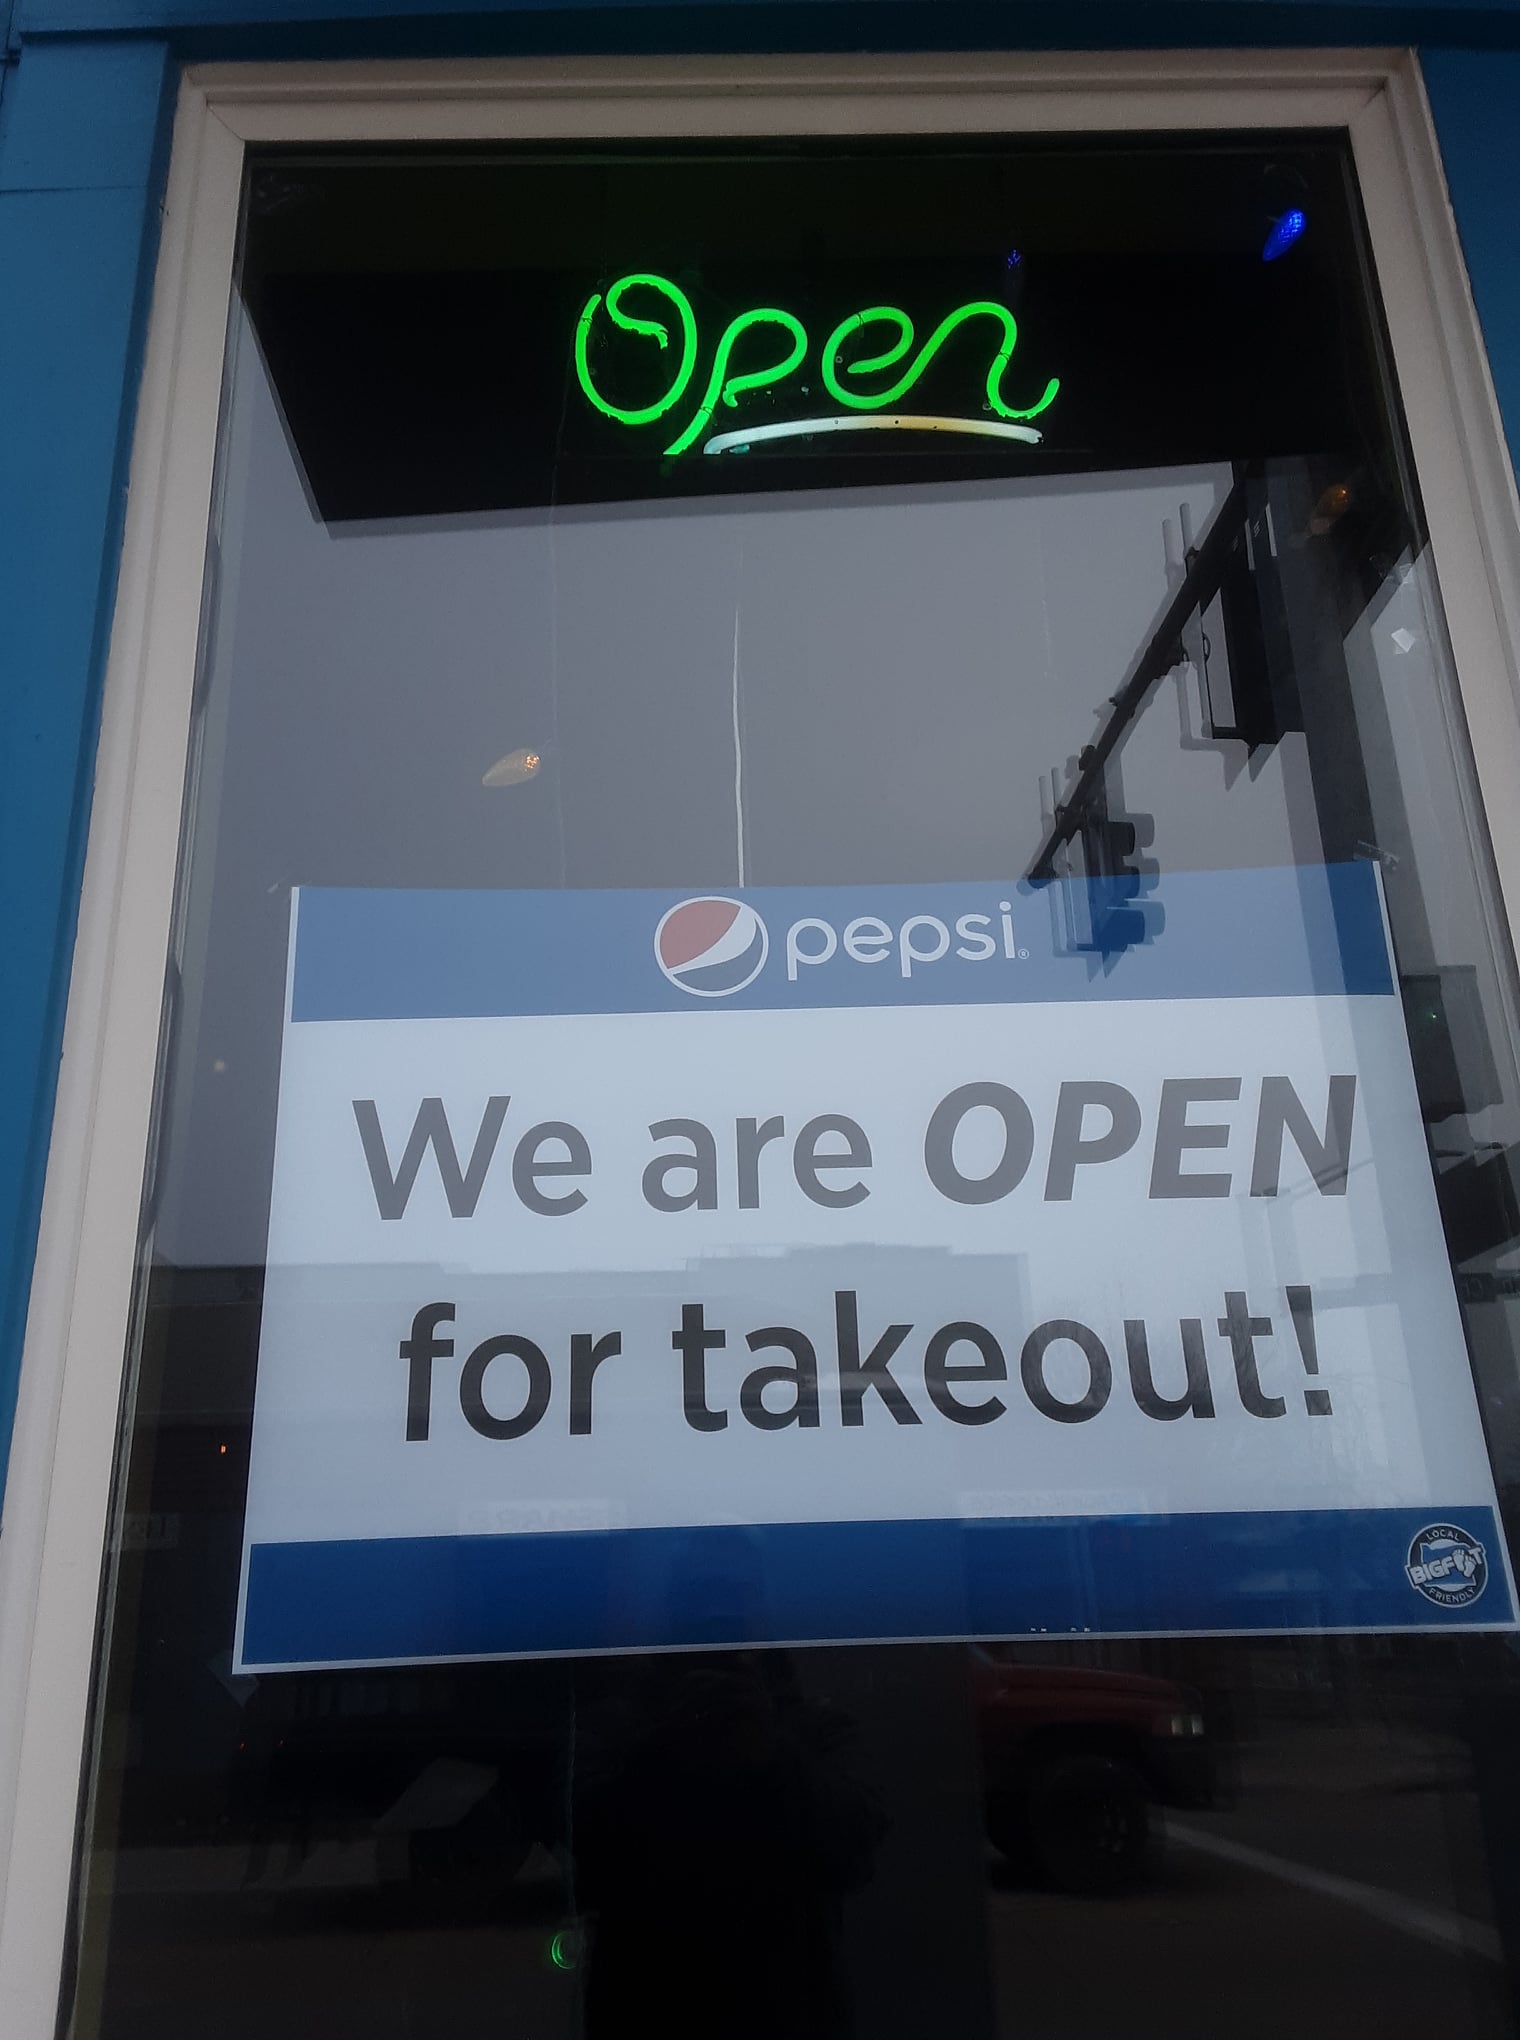 Open
pepsi®
We are OPEN
for takeout!
LOCAL
BIGFOOT
FRIENDLY